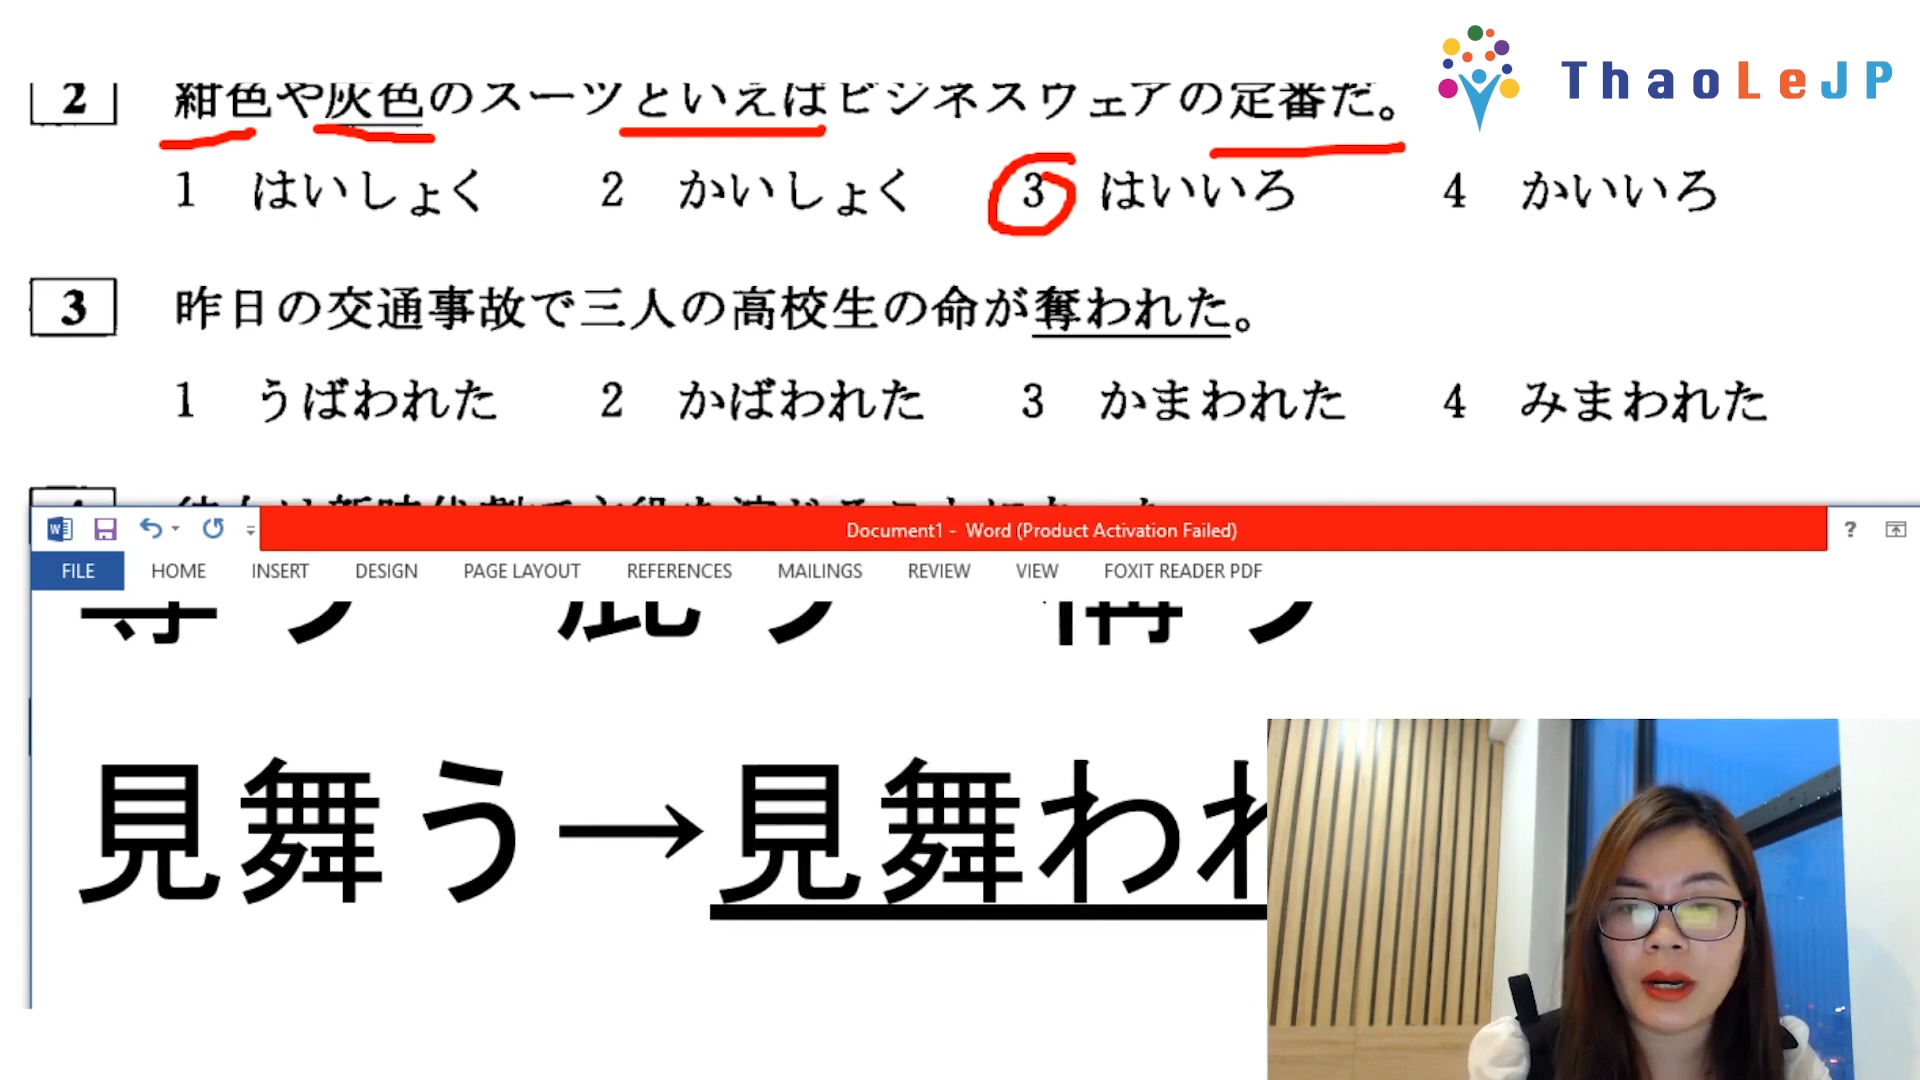 ThaoLeJP
2 紺色や灰色のスーツといえばビジネスウェアの定番だ。
1 はいしょく 2 かいしょく 3 はいいろ 4 かいいろ
3 昨日の交通事故で三人の高校生の命が奪われた。
1 うばわれた 2 かばわれた 3 かまわれた 4 みまわれた
Document1 - Word (Product Activation Failed)
FILE HOME INSERT DESIGN PAGE LAYOUT REFERENCES MAILINGS REVIEW VIEW FOXIT READER PDF
見舞う→見舞われ